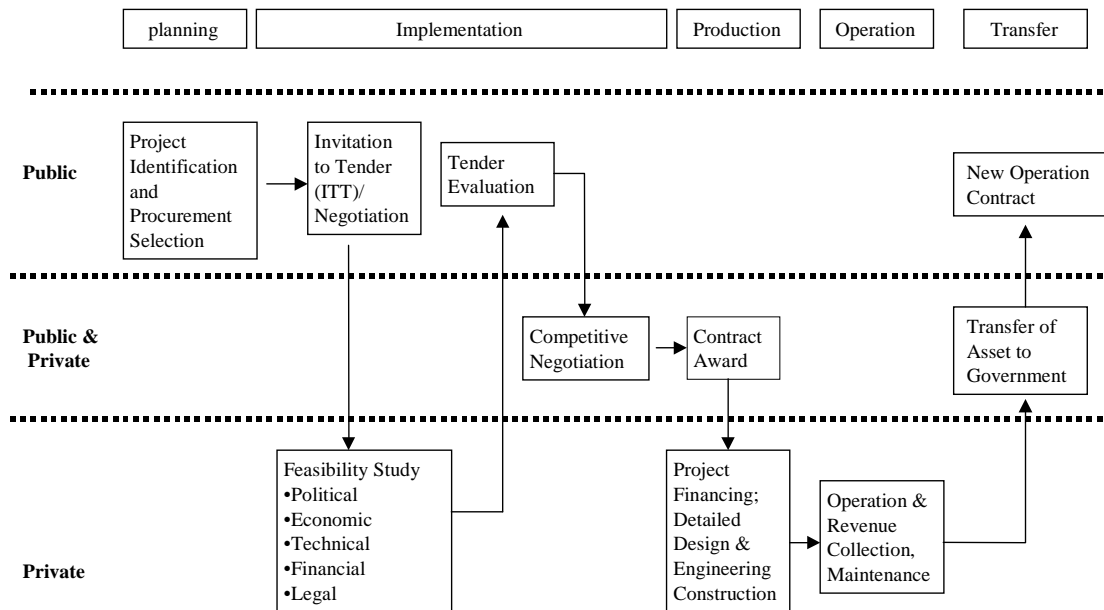 planning
Implementation
Production
Operation
Transfer
Public
Project
Identification
and
Procurement
Selection
Invitation
to Tender
(ITT)/
Negotiation
Tender
Evaluation
New Operation
Contract
Public &
Private
Competitive
Negotiation
Contract
Award
Transfer of
Asset to
Government
Private
Feasibility Study
•Political
•Economic
•Technical
•Financial
•Legal
Project
Financing;
Detailed
Design &
Engineering
Construction
Operation &
Revenue
Collection,
Maintenance